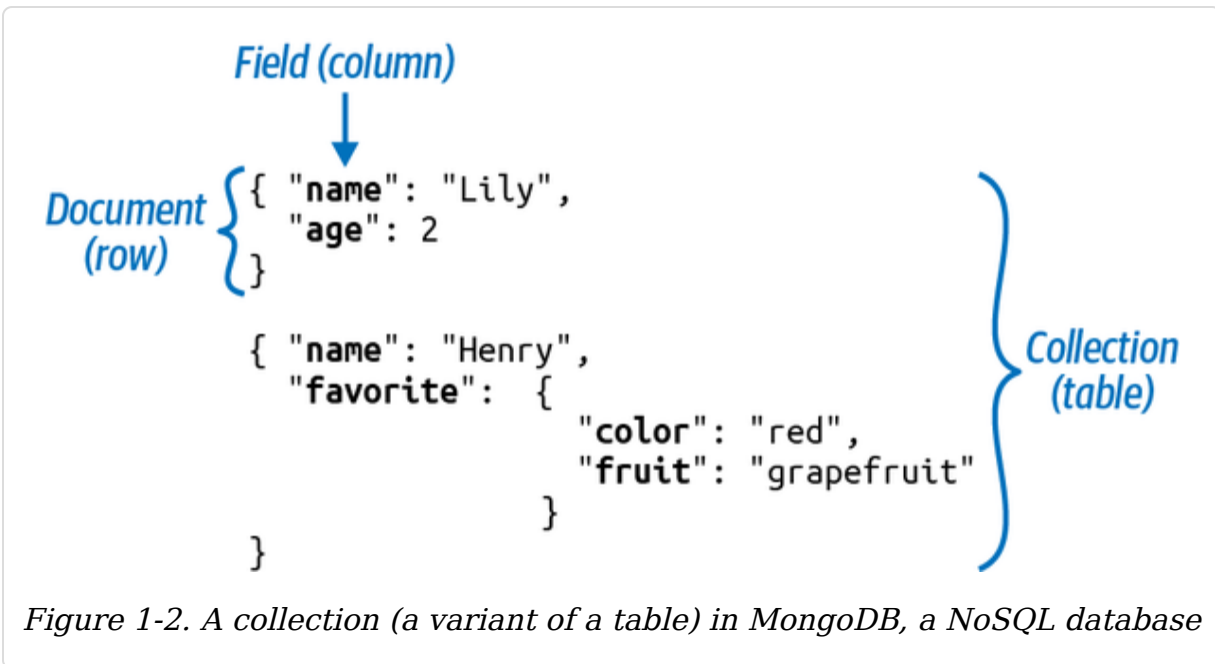 Field (column)
Document
(row)
{ "name": "Lily",
"age": 2
}
{ "name": "Henry",
"favorite": {
"color": "red",
"fruit": "grapefruit"
}
}
Collection
(table)
Figure 1-2. A collection (a variant of a table) in MongoDB, a NoSQL database